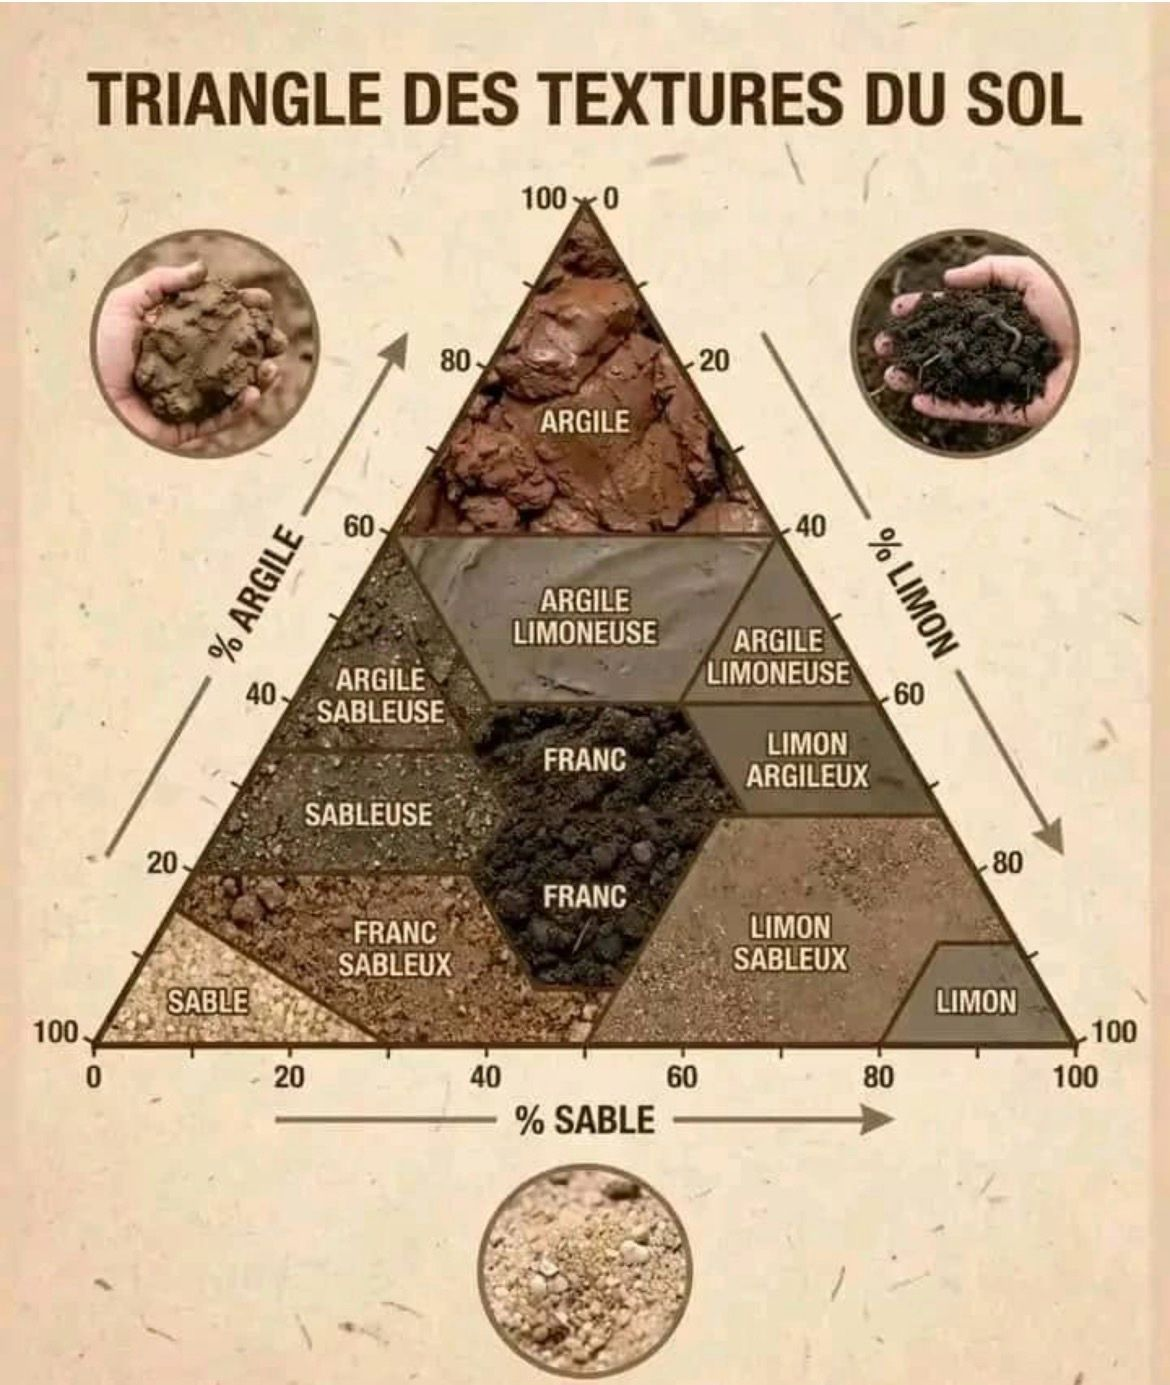 TRIANGLE DES TEXTURES DU SOL
100 0
80 20
ARGILE
60 40
% ARGILE
% LIMON
ARGILE
LIMONEUSE
ARGILE
LIMONEUSE
40 60
ARGILE
SABLEUSE
FRANC
LIMON
ARGILEUX
SABLEUSE
20 80
FRANC
FRANC
SABLEUX
LIMON
SABLEUX
SABLE
LIMON
100 100
0 20 40 60 80 100
% SABLE